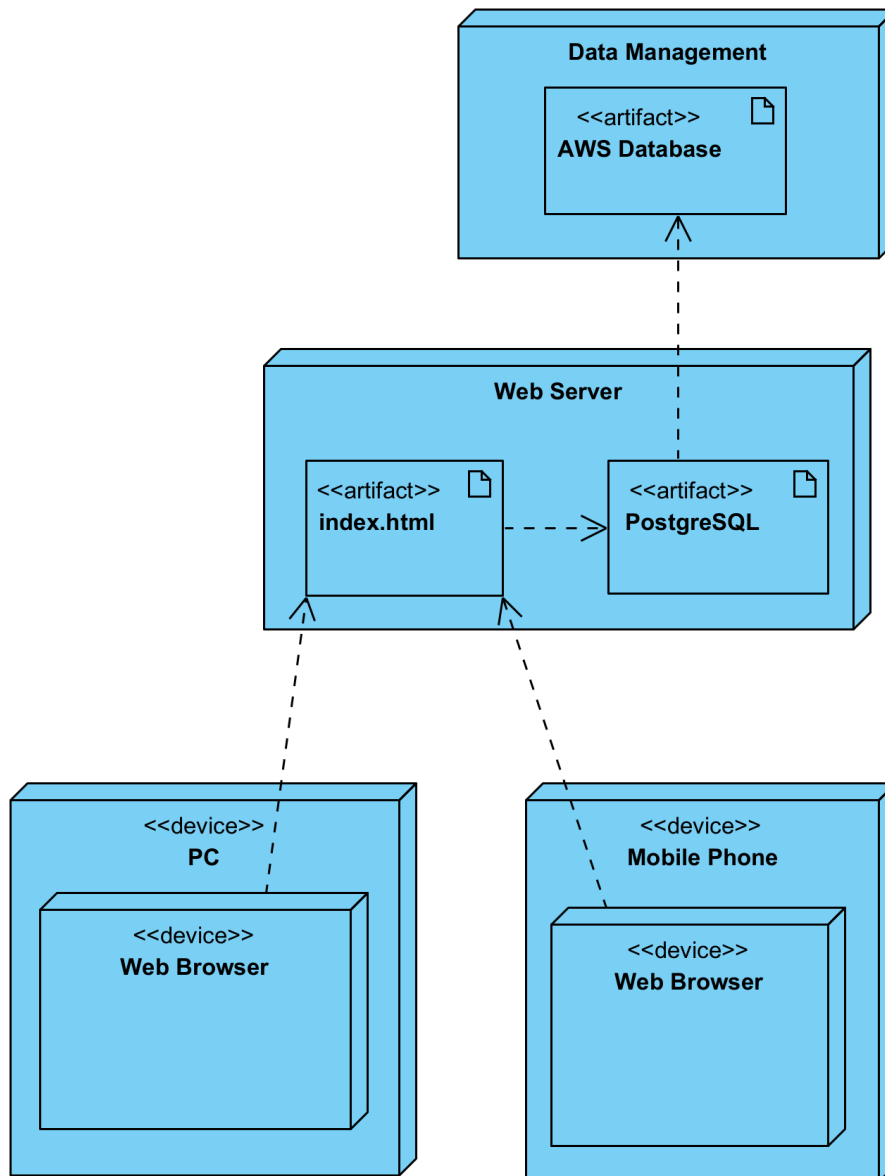 Data Management
<<artifact>>
AWS Database
Web Server
<<artifact>>
index.html
<<artifact>>
PostgreSQL
<<device>>
PC
<<device>>
Web Browser
<<device>>
Mobile Phone
<<device>>
Web Browser